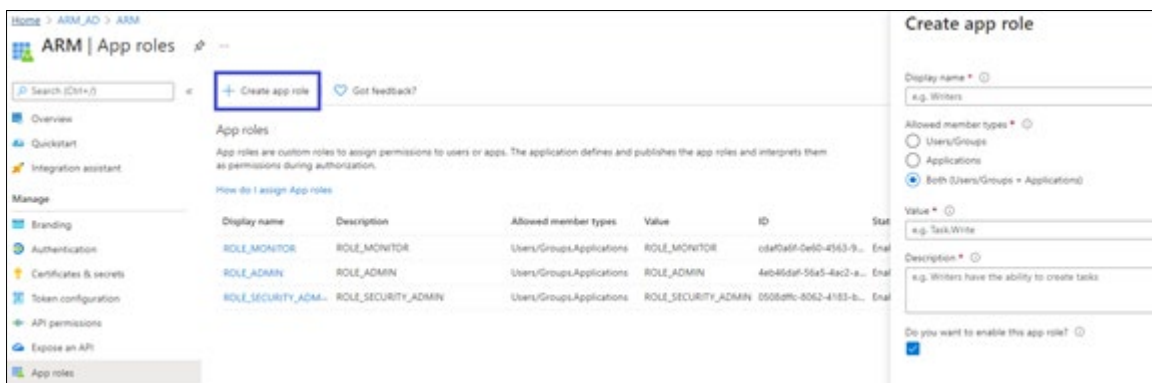 Home > ARM_AD > ARM
ARM | App roles
Search (Ctrl+/)
Overview
Quickstart
Integration assistant
Manage
Branding
Authentication
Certificates & secrets
Token configuration
API permissions
Expose an API
App roles
+ Create app role
Got feedback?
App roles
App roles are custom roles to assign permissions to users or apps. The application defines and publishes the app roles and interprets them
as permissions during authorization.
How do I assign App roles
Display name Description Allowed member types Value ID Stat
ROLE_MONITOR ROLE_MONITOR Users/Groups,Applications ROLE_MONITOR Enal
ROLE_ADMIN ROLE_ADMIN Users/Groups,Applications ROLE_ADMIN Enal
ROLE_SECURITY_ADM... ROLE_SECURITY_ADMIN Users/Groups,Applications ROLE_SECURITY_ADMIN Enal
Create app role
Display name *
e.g. Writers
Allowed member types *
Users/Groups
Applications
Both (Users/Groups + Applications)
Value *
e.g. Task.Write
Description *
e.g. Writers have the ability to create tasks
Do you want to enable this app role?